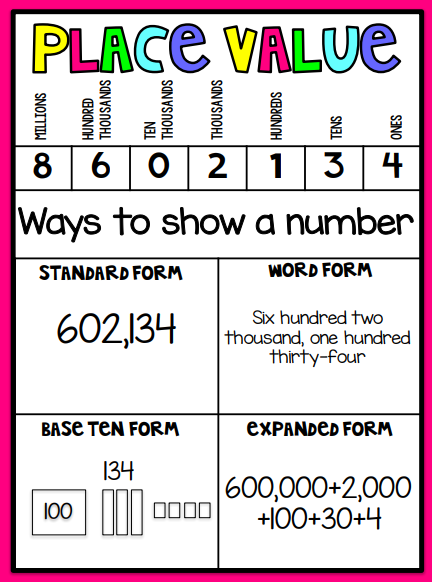 PLACE VALUE
MILLIONS
HUNDRED
THOUSANDS
TEN
THOUSANDS
THOUSANDS
HUNDREDS
TENS
ONES
8 6 0 2 1 3 4
Ways to show a number
STANDARD FORM
602,134
WORD FORM
Six hundred two
thousand, one hundred
thirty-four
BASE TEN FORM
134
100
EXPANDED FORM
600,000+2,000
+100+30+4